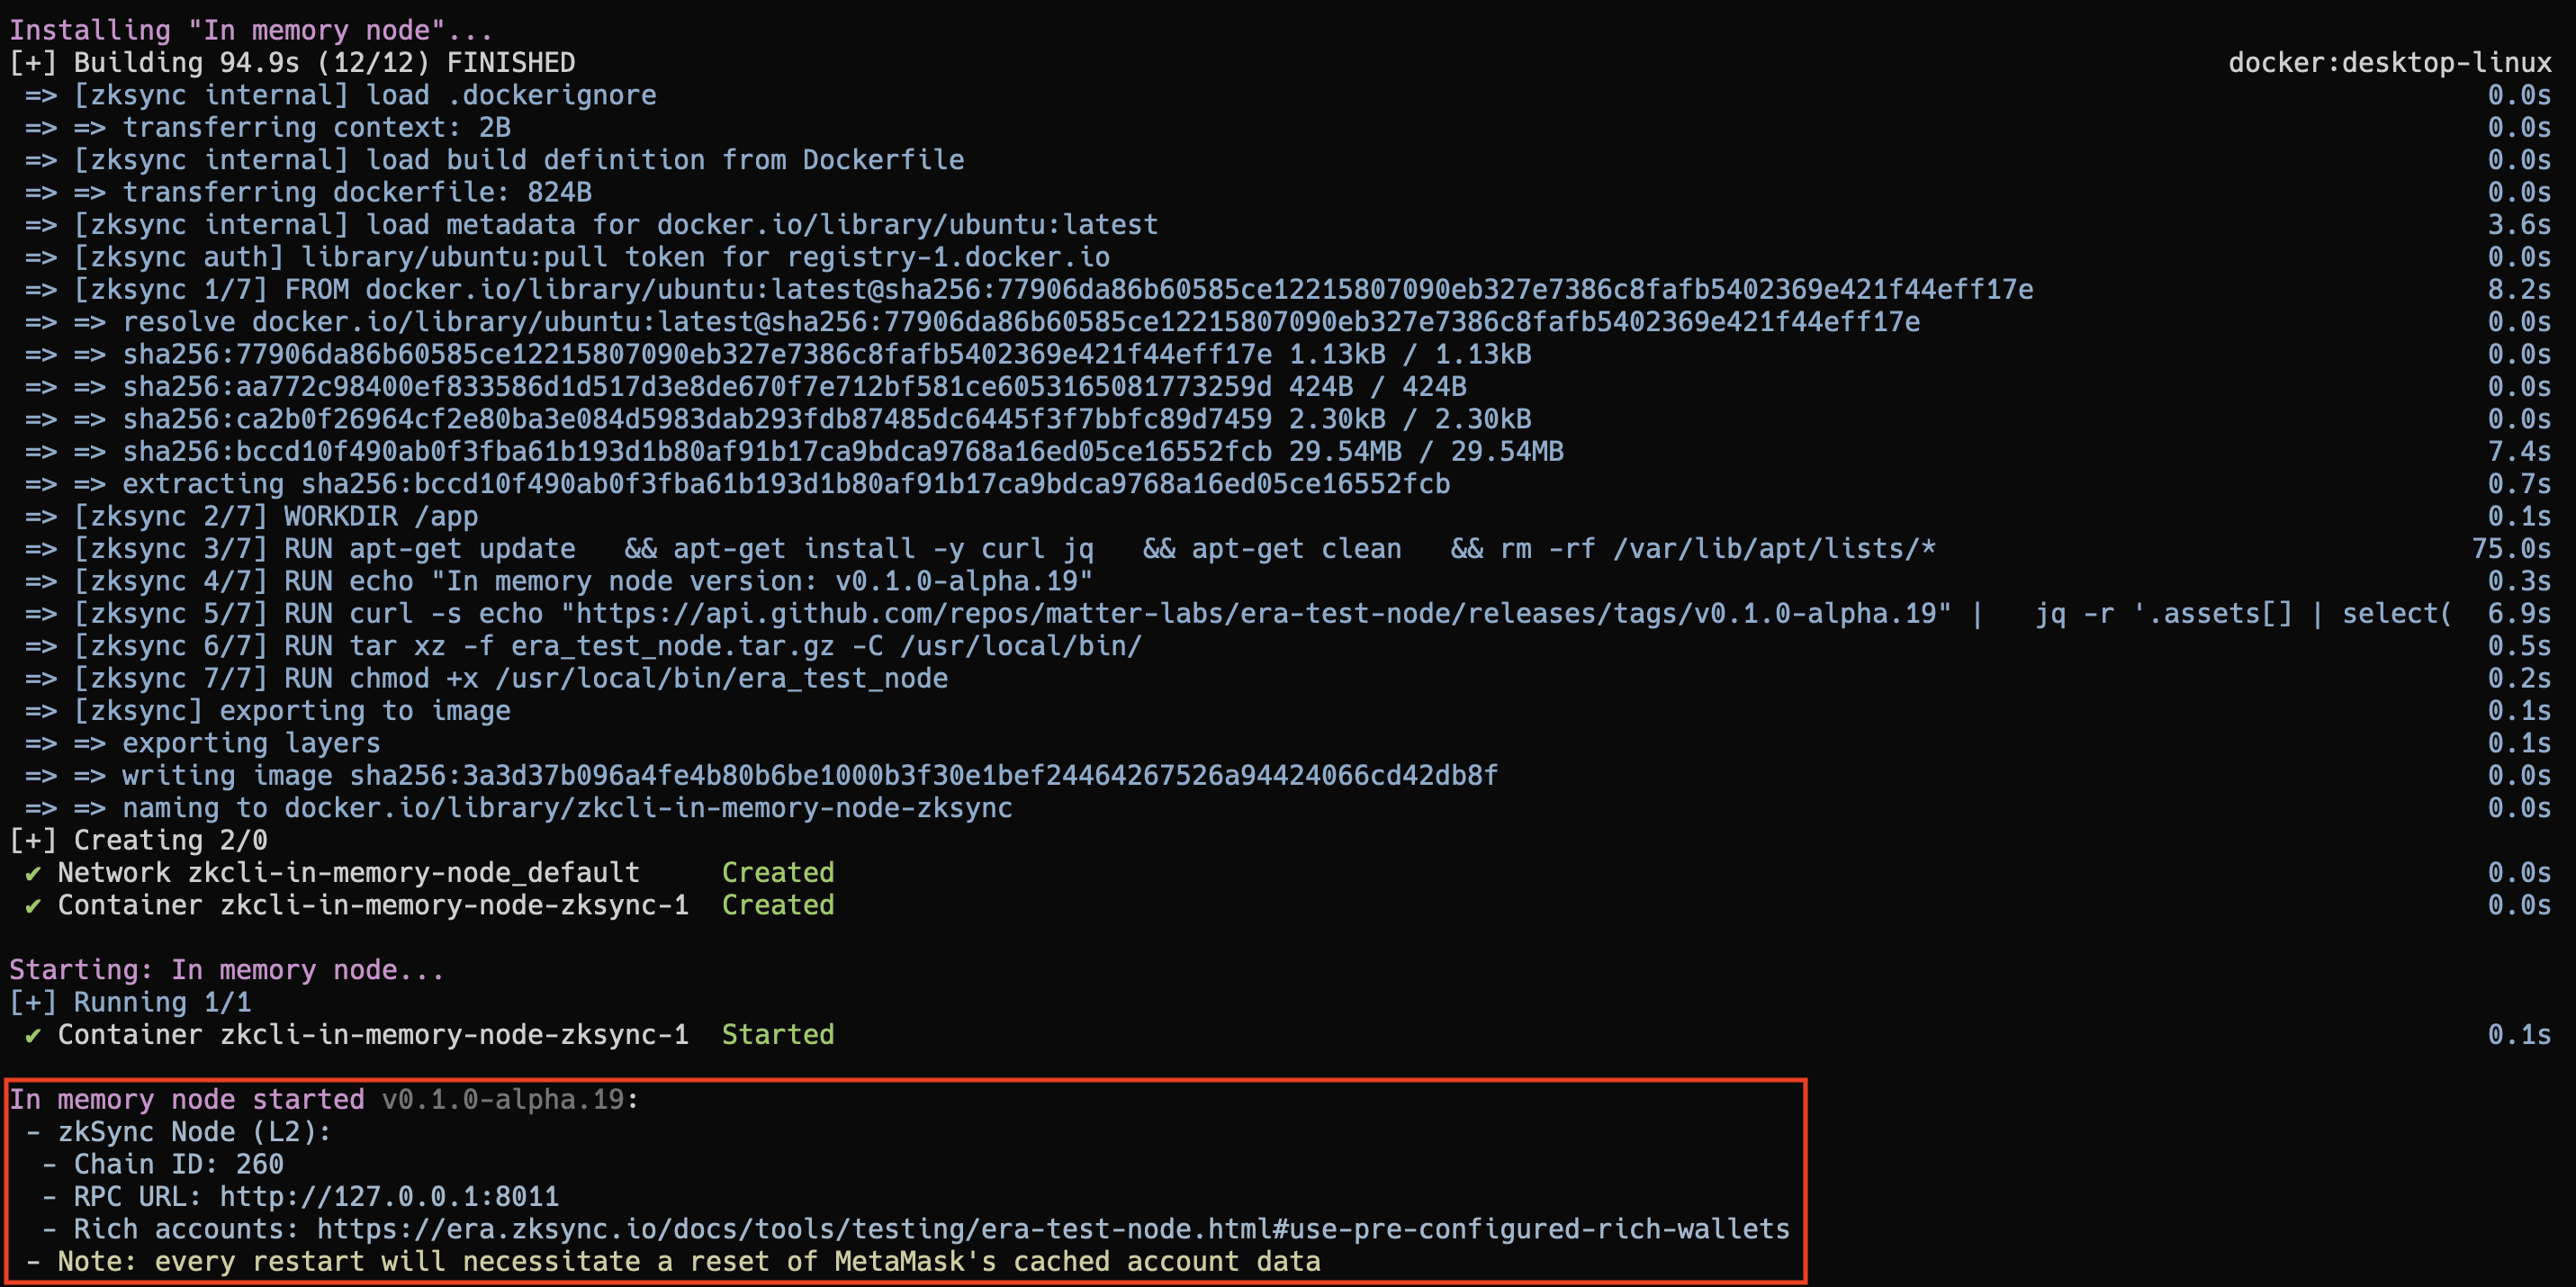 Installing "In memory node"...
[+] Building 94.9s (12/12) FINISHED docker:desktop-linux
=> [zksync internal] load .dockerignore 0.0s
=> => transferring context: 2B 0.0s
=> [zksync internal] load build definition from Dockerfile 0.0s
=> => transferring dockerfile: 824B 0.0s
=> [zksync internal] load metadata for docker.io/library/ubuntu:latest 3.6s
=> [zksync auth] library/ubuntu:pull token for registry-1.docker.io 0.0s
=> [zksync 1/7] FROM docker.io/library/ubuntu:latest@sha256:77906da86b60585ce12215807090eb327e7386c8fafb5402369e421f44eff17e 8.2s
=> => resolve docker.io/library/ubuntu:latest@sha256:77906da86b60585ce12215807090eb327e7386c8fafb5402369e421f44eff17e 0.0s
=> => sha256:77906da86b60585ce12215807090eb327e7386c8fafb5402369e421f44eff17e 1.13kB / 1.13kB 0.0s
=> => sha256:aa772c98400ef833586d1d517d3e8de670f7e712bf581ce6053165081773259d 424B / 424B 0.0s
=> => sha256:ca2b0f26964cf2e80ba3e084d5983dab293fdb87485dc6445f3f7bbfc89d7459 2.30kB / 2.30kB 0.0s
=> => sha256:bccd10f490ab0f3fba61b193d1b80af91b17ca9bdca9768a16ed05ce16552fcb 29.54MB / 29.54MB 7.4s
=> => extracting sha256:bccd10f490ab0f3fba61b193d1b80af91b17ca9bdca9768a16ed05ce16552fcb 0.7s
=> [zksync 2/7] WORKDIR /app 0.1s
=> [zksync 3/7] RUN apt-get update   && apt-get install -y curl jq   && apt-get clean   && rm -rf /var/lib/apt/lists/* 75.0s
=> [zksync 4/7] RUN echo "In memory node version: v0.1.0-alpha.19" 0.3s
=> [zksync 5/7] RUN curl -s echo "https://api.github.com/repos/matter-labs/era-test-node/releases/tags/v0.1.0-alpha.19" |   jq -r '.assets[] | select( 6.9s
=> [zksync 6/7] RUN tar xz -f era_test_node.tar.gz -C /usr/local/bin/ 0.5s
=> [zksync 7/7] RUN chmod +x /usr/local/bin/era_test_node 0.2s
=> [zksync] exporting to image 0.1s
=> => exporting layers 0.1s
=> => writing image sha256:3a3d37b096a4fe4b80b6be1000b3f30e1bef24464267526a94424066cd42db8f 0.0s
=> => naming to docker.io/library/zkcli-in-memory-node-zksync 0.0s
[+] Creating 2/0
✔ Network zkcli-in-memory-node_default Created 0.0s
✔ Container zkcli-in-memory-node-zksync-1 Created 0.0s
Starting: In memory node...
[+] Running 1/1
✔ Container zkcli-in-memory-node-zksync-1 Started 0.1s
In memory node started v0.1.0-alpha.19:
- zkSync Node (L2):
- Chain ID: 260
- RPC URL: http://127.0.0.1:8011
- Rich accounts: https://era.zksync.io/docs/tools/testing/era-test-node.html#use-pre-configured-rich-wallets
- Note: every restart will necessitate a reset of MetaMask's cached account data